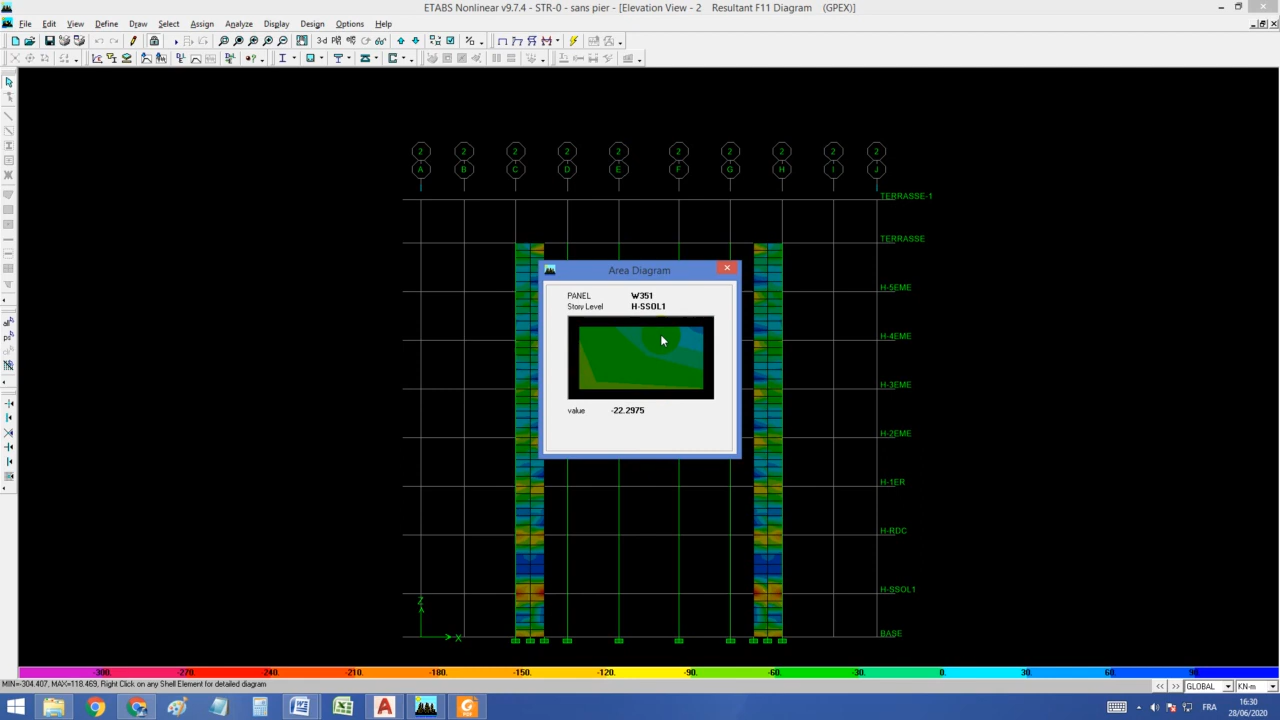 ETABS Nonlinear v9.7.4 - STR-0 - sans pier - [Elevation View - 2 Resultant F11 Diagram (GPEX)]
File Edit View Define Draw Select Assign Analyze Display Design Options Help
3-d
2 2 2 2 2 2 2 2 2 2
A B C D E F G H I J
TERRASSE-1
TERRASSE
H-5EME
H-4EME
H-3EME
H-2EME
H-1ER
H-RDC
H-SSOL1
BASE
Area Diagram
PANEL W351
Story Level H-SSOL1
value -22.2975
Z
X
all
ps
clr
-300. -270. -240. -210. -180. -150. -120. -90. -60. -30. 0. 30. 60. 90.
MIN=-304.407, MAX=118.469, Right Click on any Shell Element for detailed diagram
<< >> GLOBAL KN-m
FRA
16:30
28/06/2020